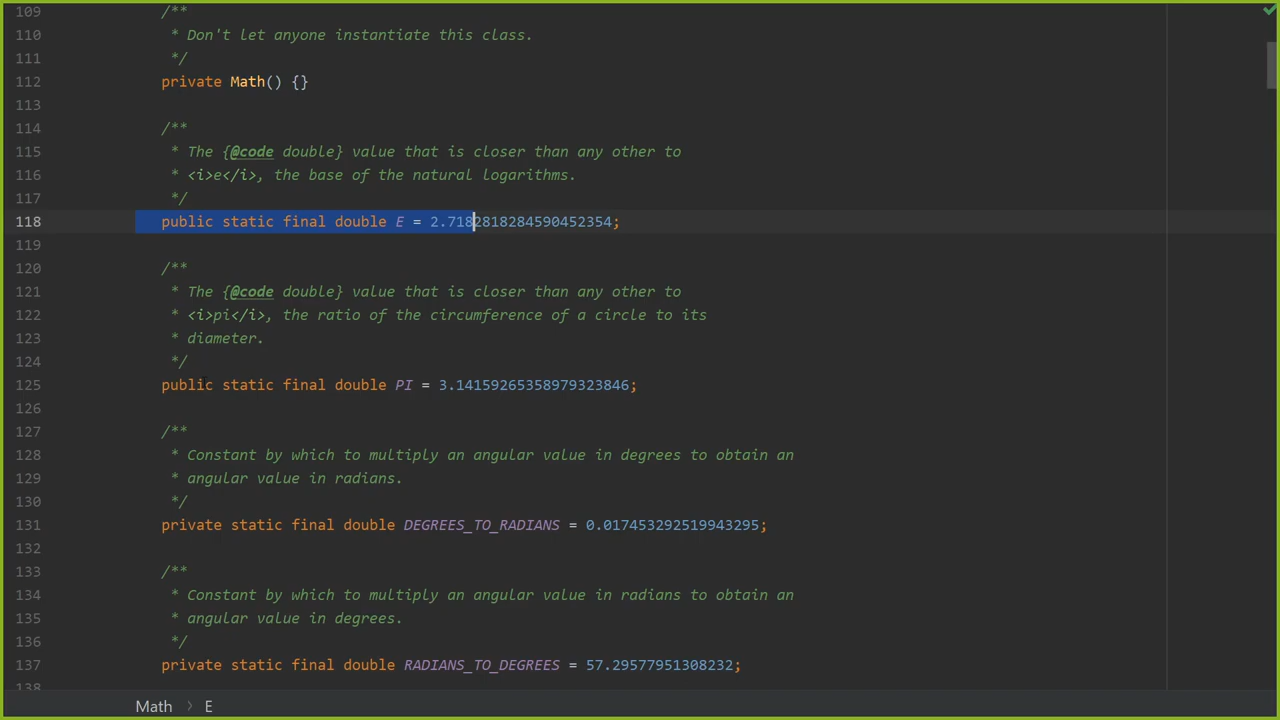 109 /**
110 * Don't let anyone instantiate this class.
111 */
112 private Math() {}
113
114 /**
115 * The {@code double} value that is closer than any other to
116 * <i>e</i>, the base of the natural logarithms.
117 */
118 public static final double E = 2.7182818284590452354;
119
120 /**
121 * The {@code double} value that is closer than any other to
122 * <i>pi</i>, the ratio of the circumference of a circle to its
123 * diameter.
124 */
125 public static final double PI = 3.14159265358979323846;
126
127 /**
128 * Constant by which to multiply an angular value in degrees to obtain an
129 * angular value in radians.
130 */
131 private static final double DEGREES_TO_RADIANS = 0.017453292519943295;
132
133 /**
134 * Constant by which to multiply an angular value in radians to obtain an
135 * angular value in degrees.
136 */
137 private static final double RADIANS_TO_DEGREES = 57.29577951308232;
138
Math > E